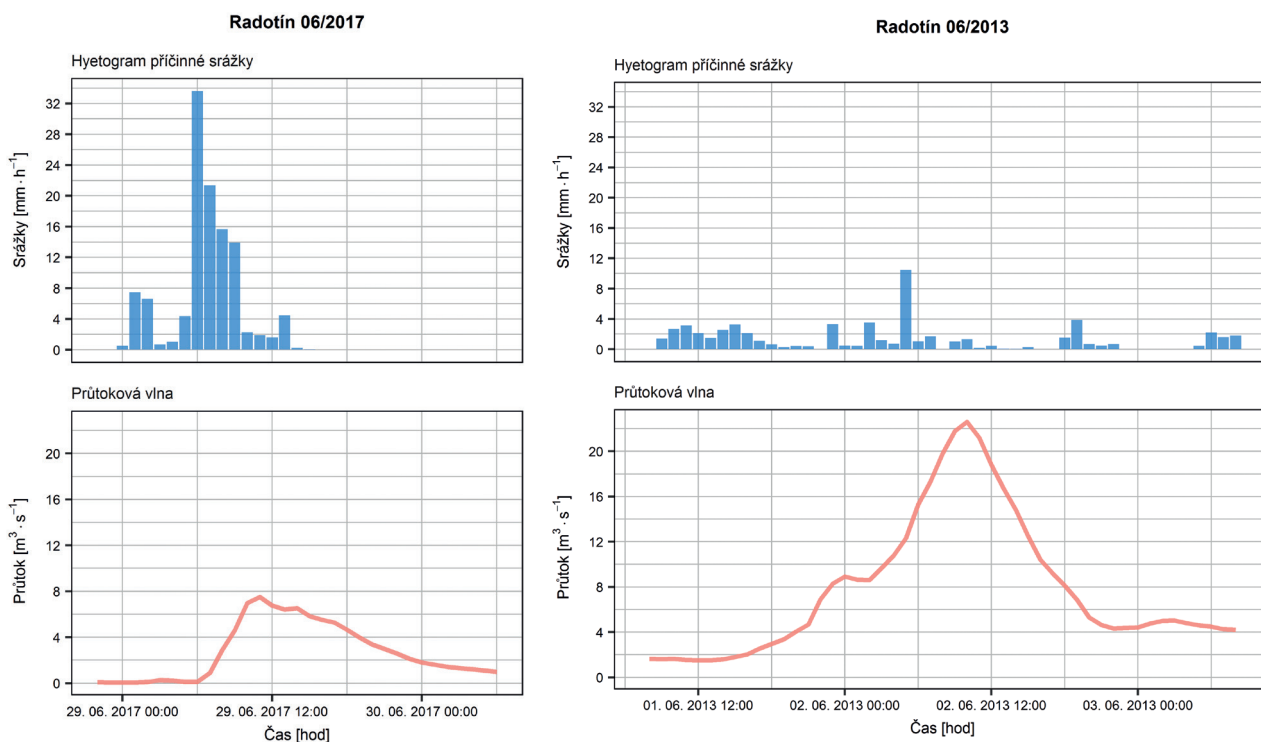 Radotín 06/2017
Hyetogram příčinné srážky
Srážky [mm · h⁻¹]
32
28
24
20
16
12
8
4
0
Průtoková vlna
Průtok [m³ · s⁻¹]
20
16
12
8
4
0
29. 06. 2017 00:00
29. 06. 2017 12:00
30. 06. 2017 00:00
Čas [hod]
Radotín 06/2013
Hyetogram příčinné srážky
Srážky [mm · h⁻¹]
32
28
24
20
16
12
8
4
0
Průtoková vlna
Průtok [m³ · s⁻¹]
20
16
12
8
4
0
01. 06. 2013 12:00
02. 06. 2013 00:00
02. 06. 2013 12:00
03. 06. 2013 00:00
Čas [hod]